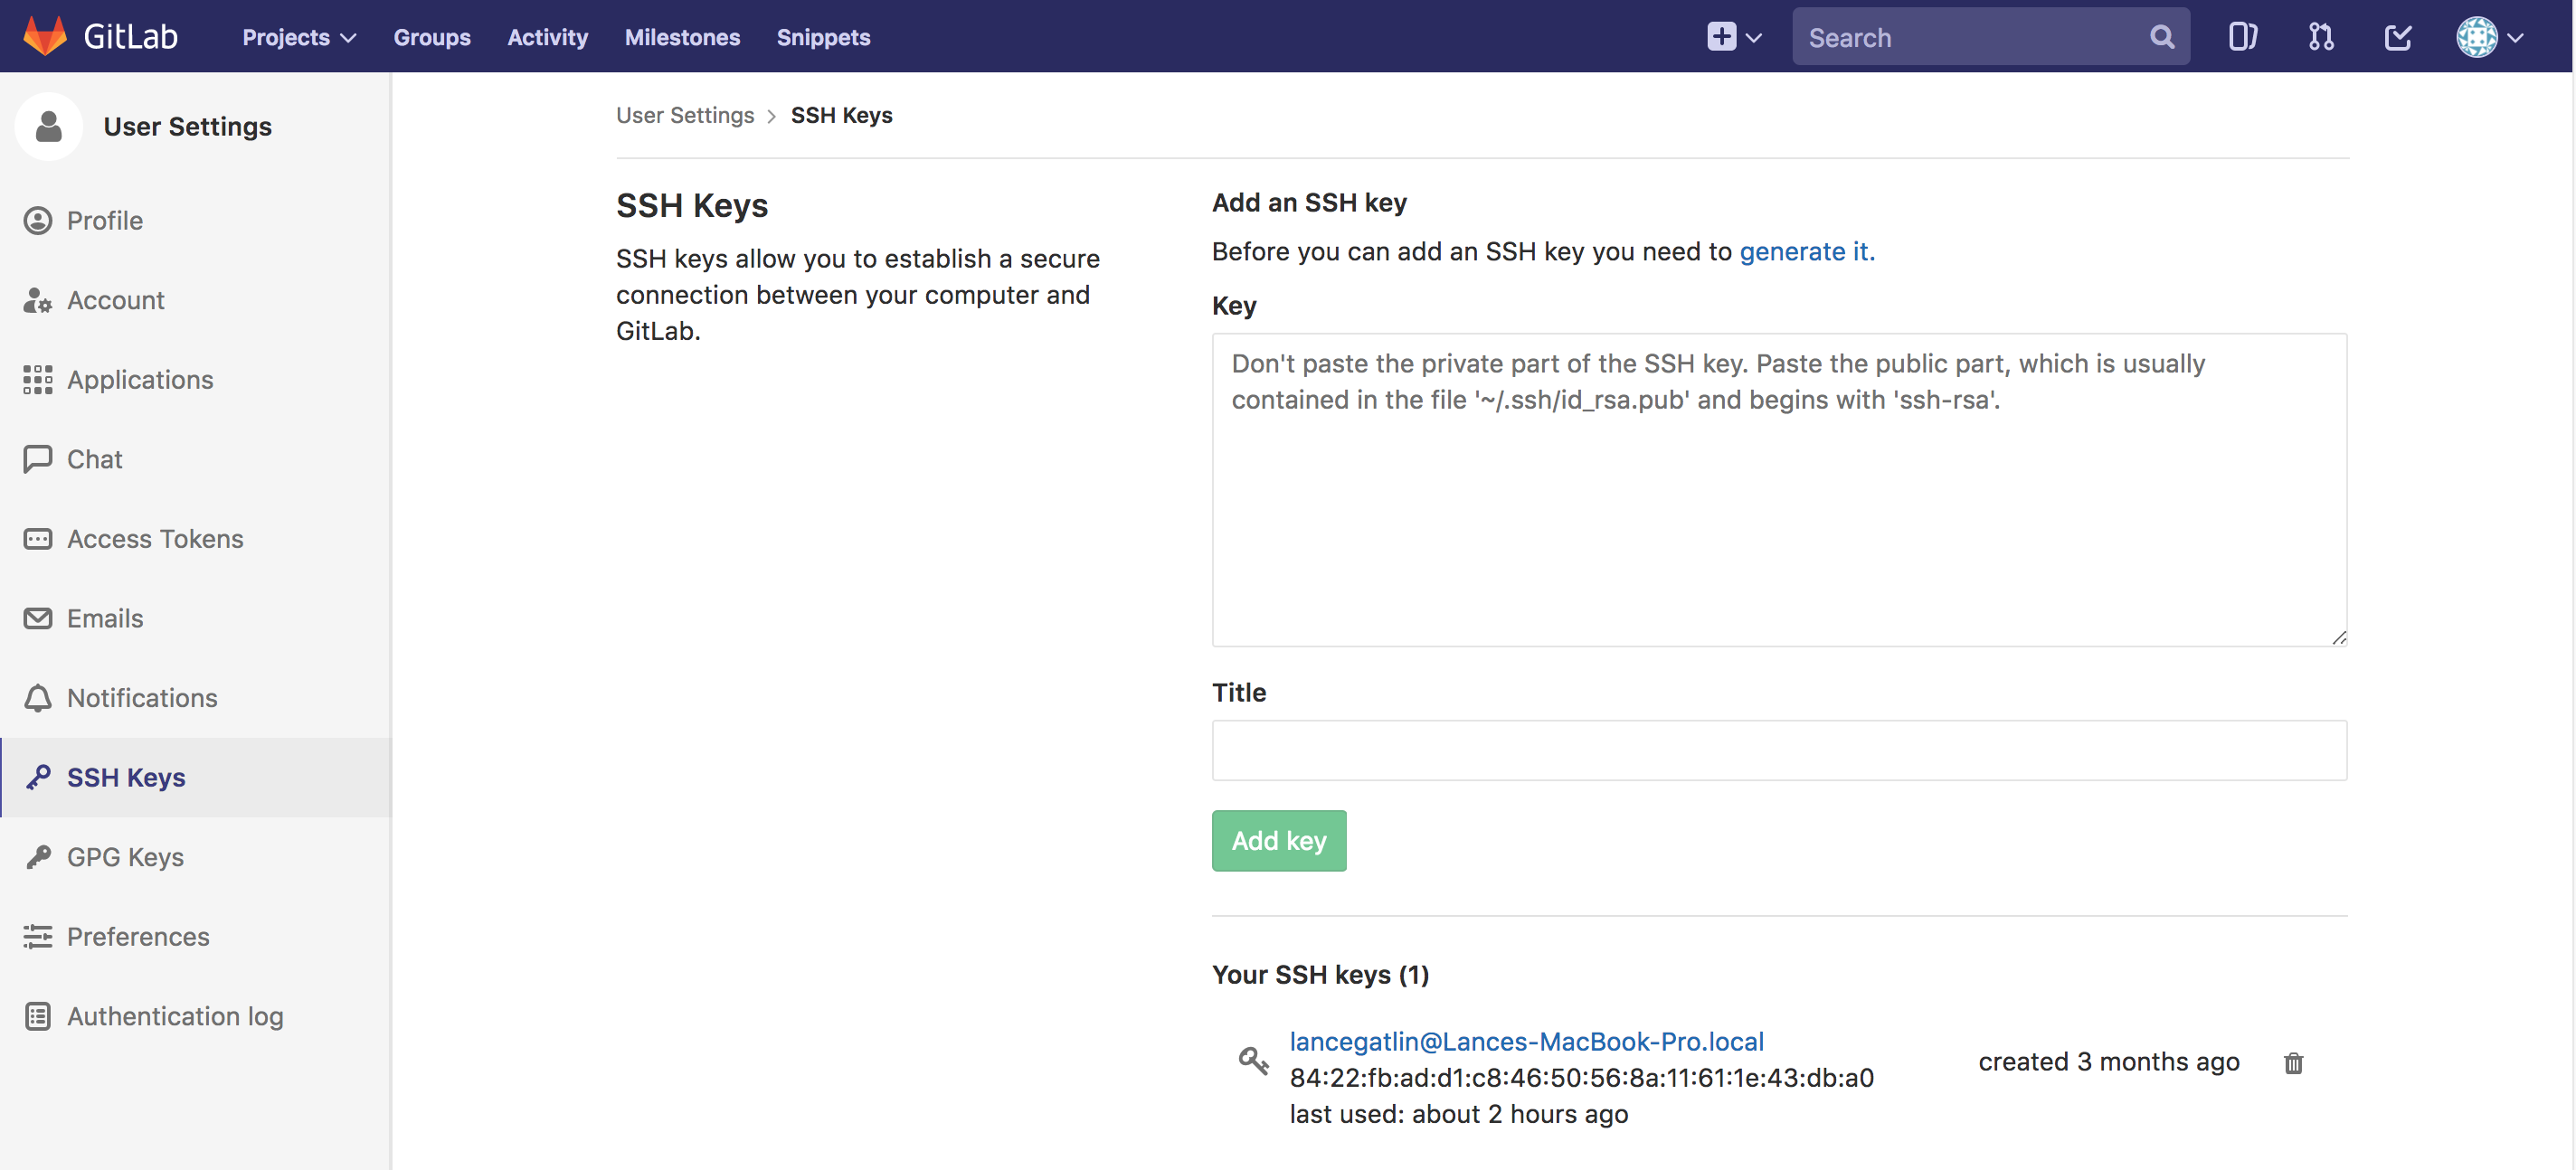 GitLab
Projects
Groups
Activity
Milestones
Snippets
Search
User Settings
Profile
Account
Applications
Chat
Access Tokens
Emails
Notifications
SSH Keys
GPG Keys
Preferences
Authentication log
User Settings > SSH Keys
SSH Keys
SSH keys allow you to establish a secure
connection between your computer and
GitLab.
Add an SSH key
Before you can add an SSH key you need to generate it.
Key
Don't paste the private part of the SSH key. Paste the public part, which is usually
contained in the file '~/.ssh/id_rsa.pub' and begins with 'ssh-rsa'.
Title
Add key
Your SSH keys (1)
lancegatlin@Lances-MacBook-Pro.local
84:22:fb:ad:d1:c8:46:50:56:8a:11:61:1e:43:db:a0
last used: about 2 hours ago
created 3 months ago